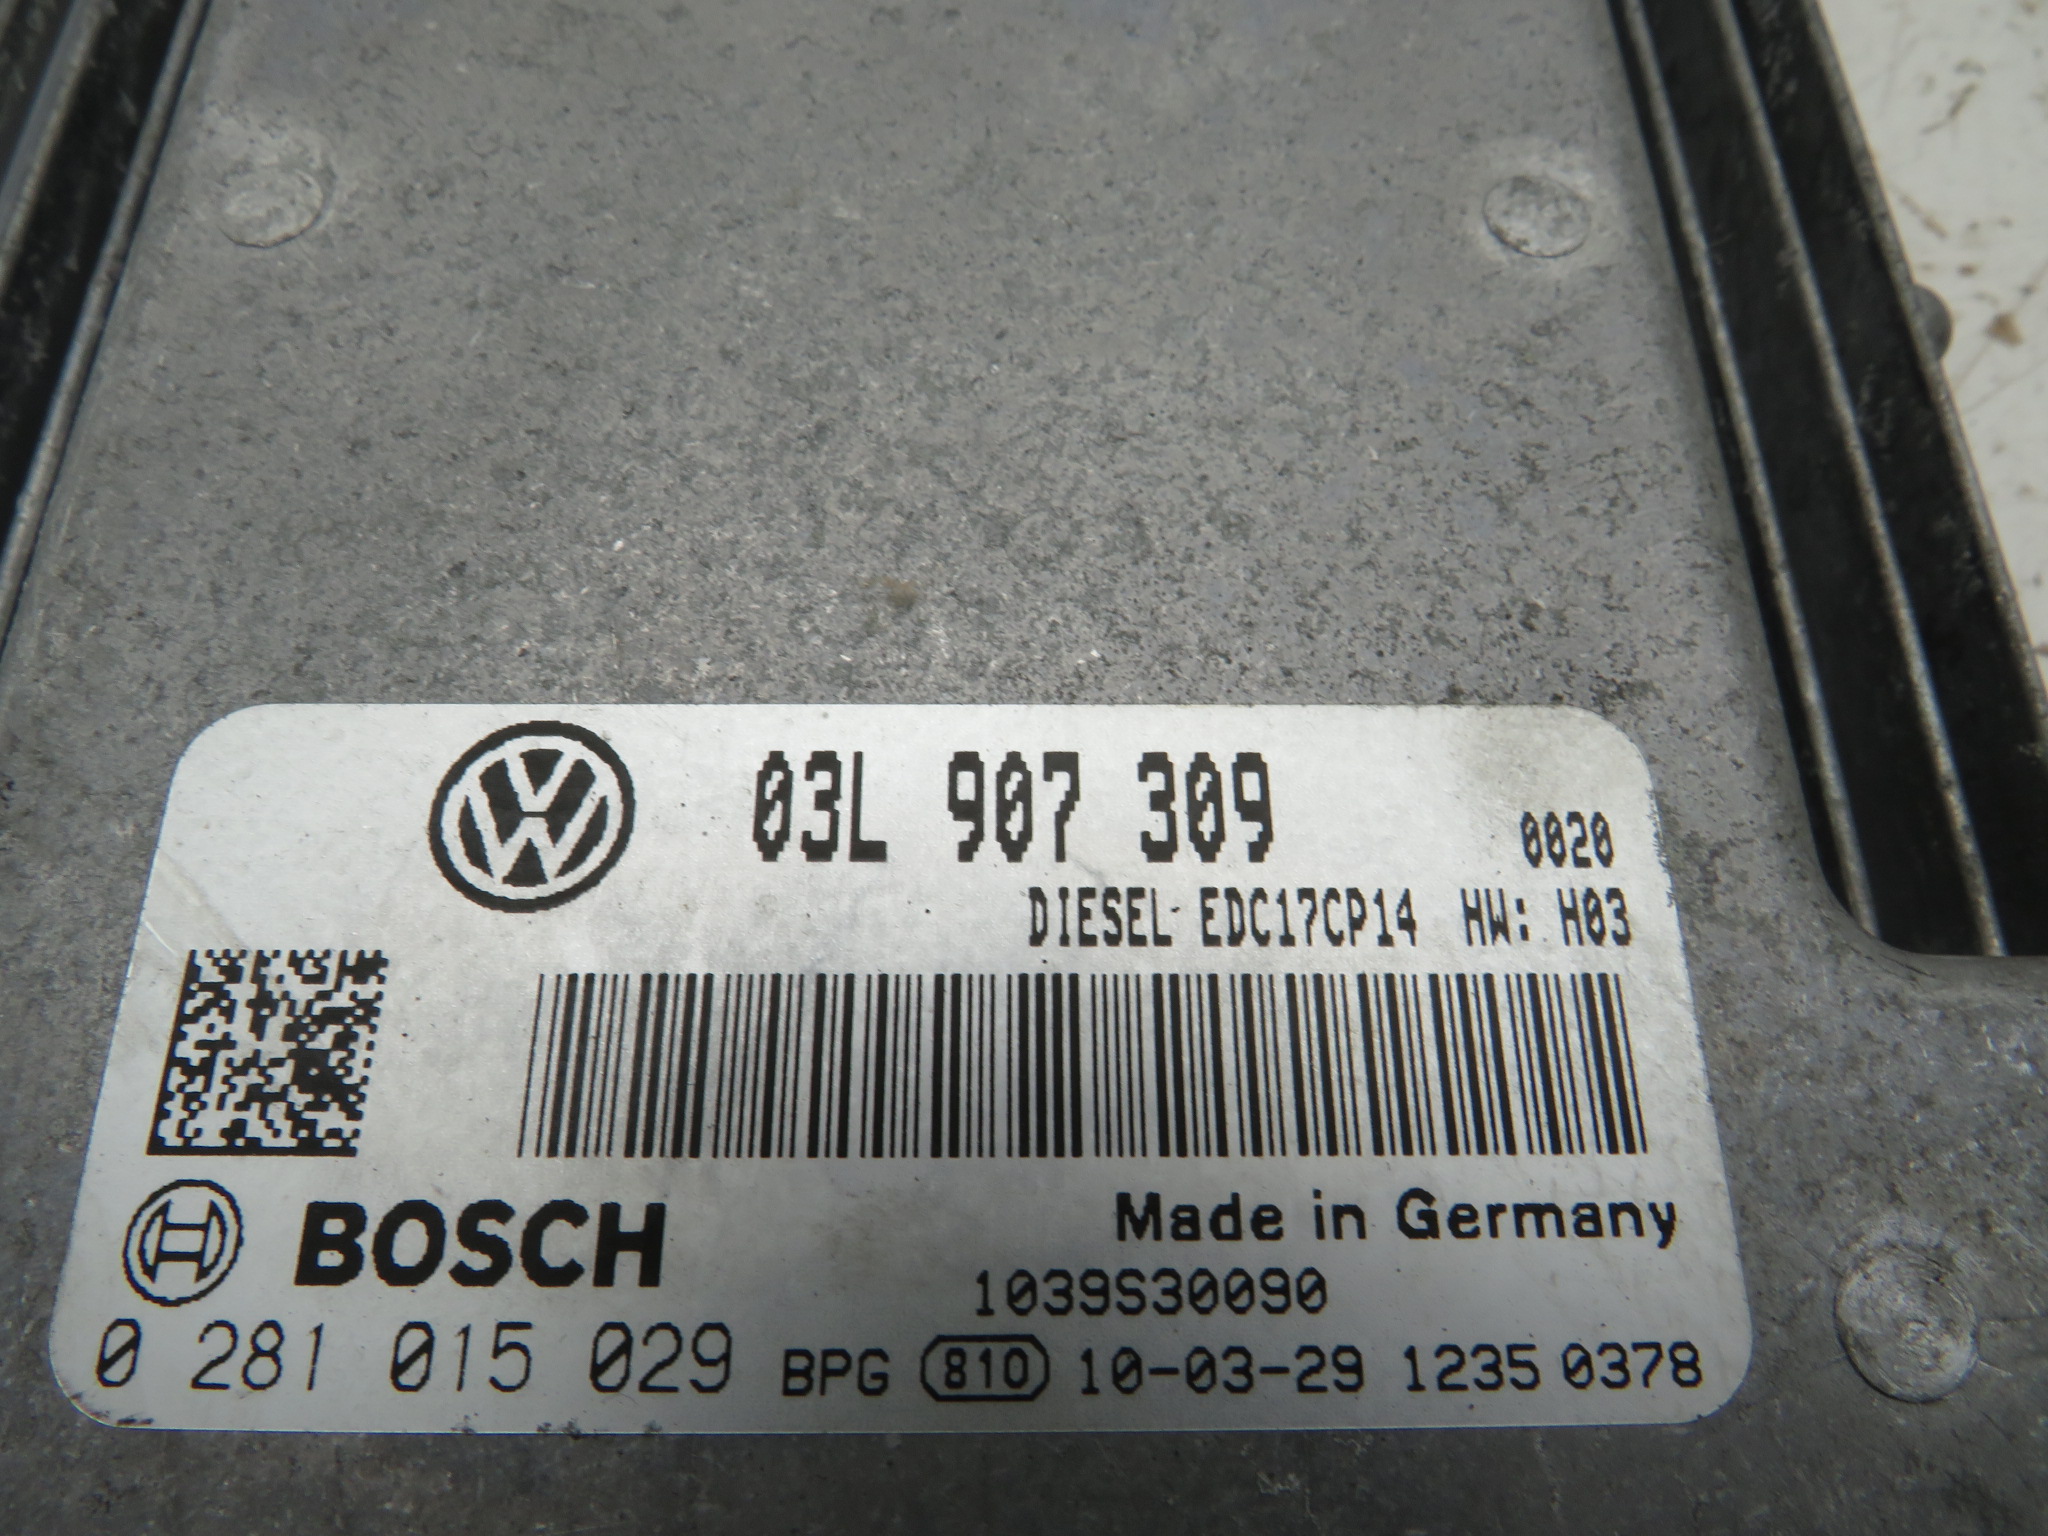 03L 907 309
0020
DIESEL EDC17CP14 HW: H03
BOSCH
Made in Germany
1039S30090
0 281 015 029 BPG 810 10-03-29 1235 0378